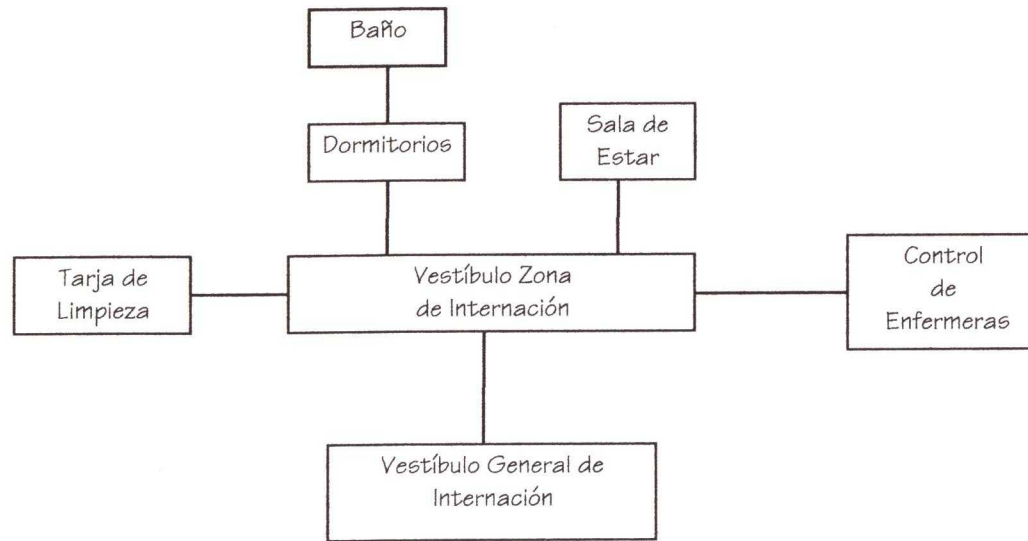 Baño
Dormitorios
Sala de
Estar
Tarja de
Limpieza
Vestíbulo Zona
de Internación
Control
de
Enfermeras
Vestíbulo General de
Internación